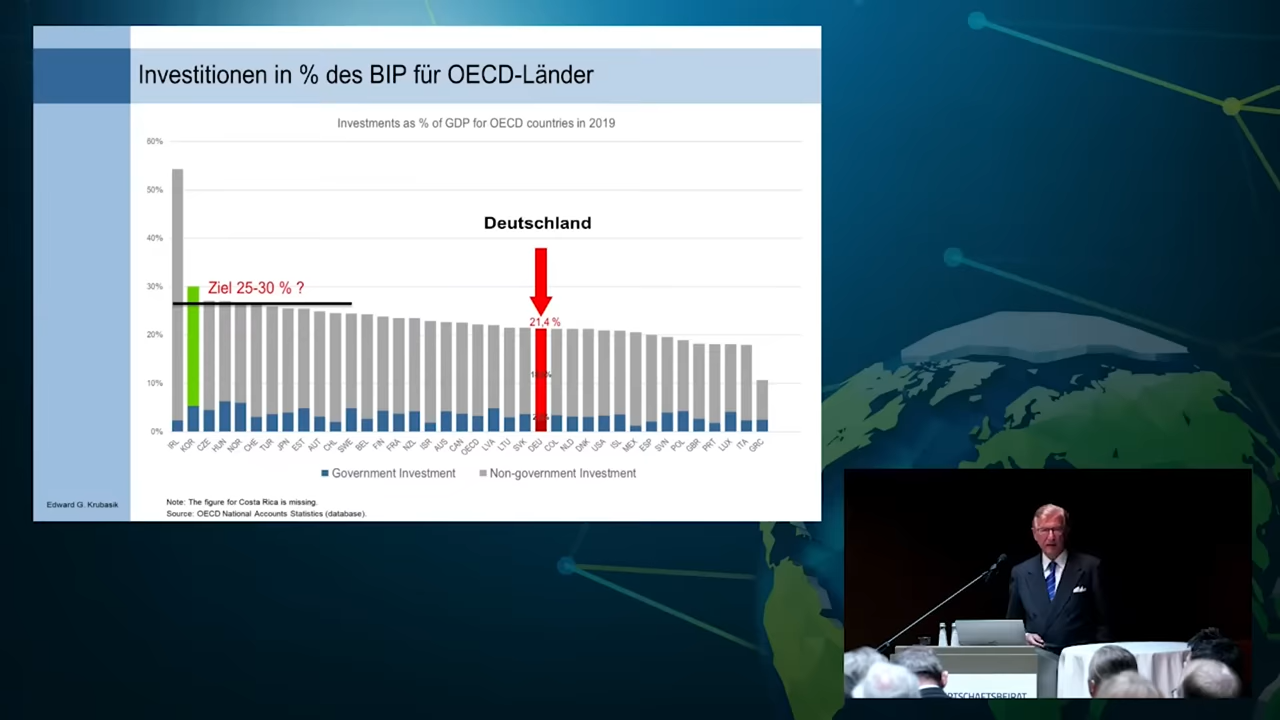 Investitionen in % des BIP für OECD-Länder
Investments as % of GDP for OECD countries in 2019
60%
50%
40%
30%
20%
10%
0%
Deutschland
Ziel 25-30 % ?
21,4 %
IRL KOR CZE HUN NOR CHE TUR JPN EST AUT CHL SWE BEL FIN FRA NZL ISR AUS CAN OECD LVA LTU SVK DEU COL NLD DNK USA ISL MEX ESP SVN POL GBR PRT LUX ITA GRC
Government Investment Non-government Investment
Edward G. Krubasik
Note: The figure for Costa Rica is missing.
Source: OECD National Accounts Statistics (database).
RTSCHAFTSBEIRAT